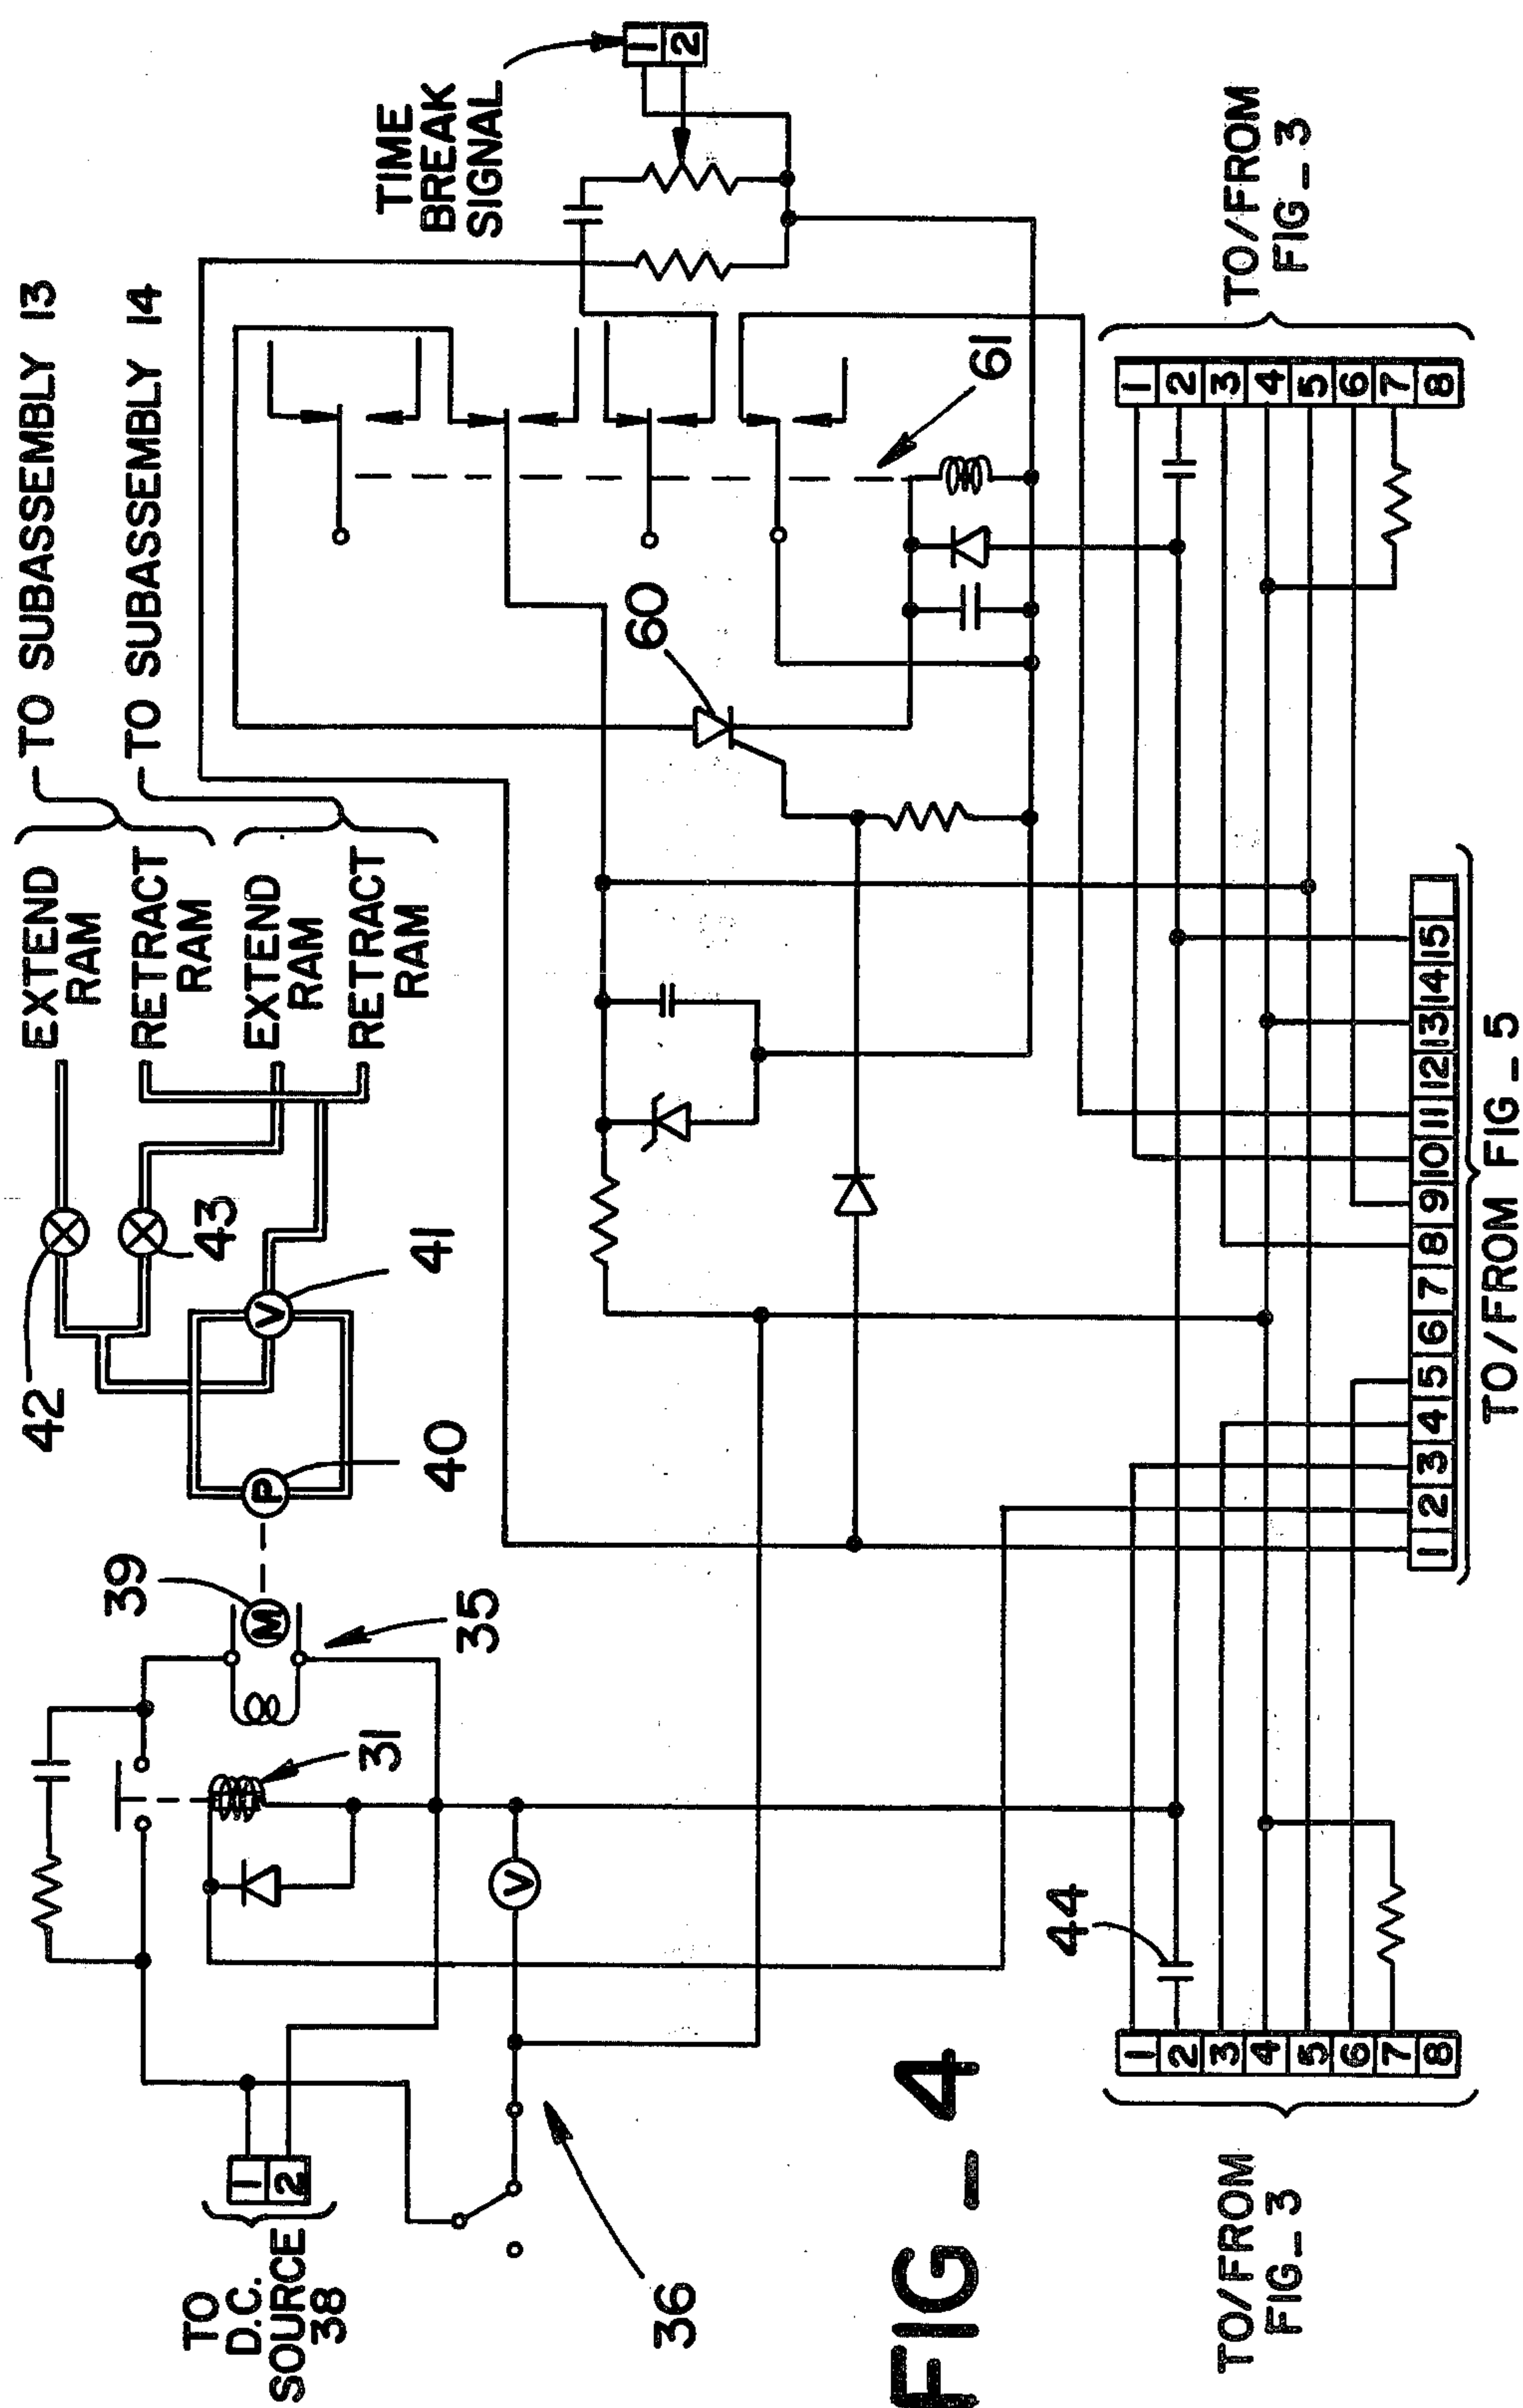 TO SUBASSEMBLY 13
TO SUBASSEMBLY 14
EXTEND
RAM
RETRACT
RAM
EXTEND
RAM
RETRACT
RAM
42
43
41
V
P
40
39
M
35
31
V
TO
D.C.
SOURCE
38
1
2
36
TIME
BREAK
SIGNAL
1
2
61
60
44
TO/FROM
FIG_3
1
2
3
4
5
6
7
8
TO/FROM
FIG_3
1
2
3
4
5
6
7
8
1 2 3 4 5 6 7 8 9 10 11 12 13 14 15
TO/FROM FIG_5
FIG_4